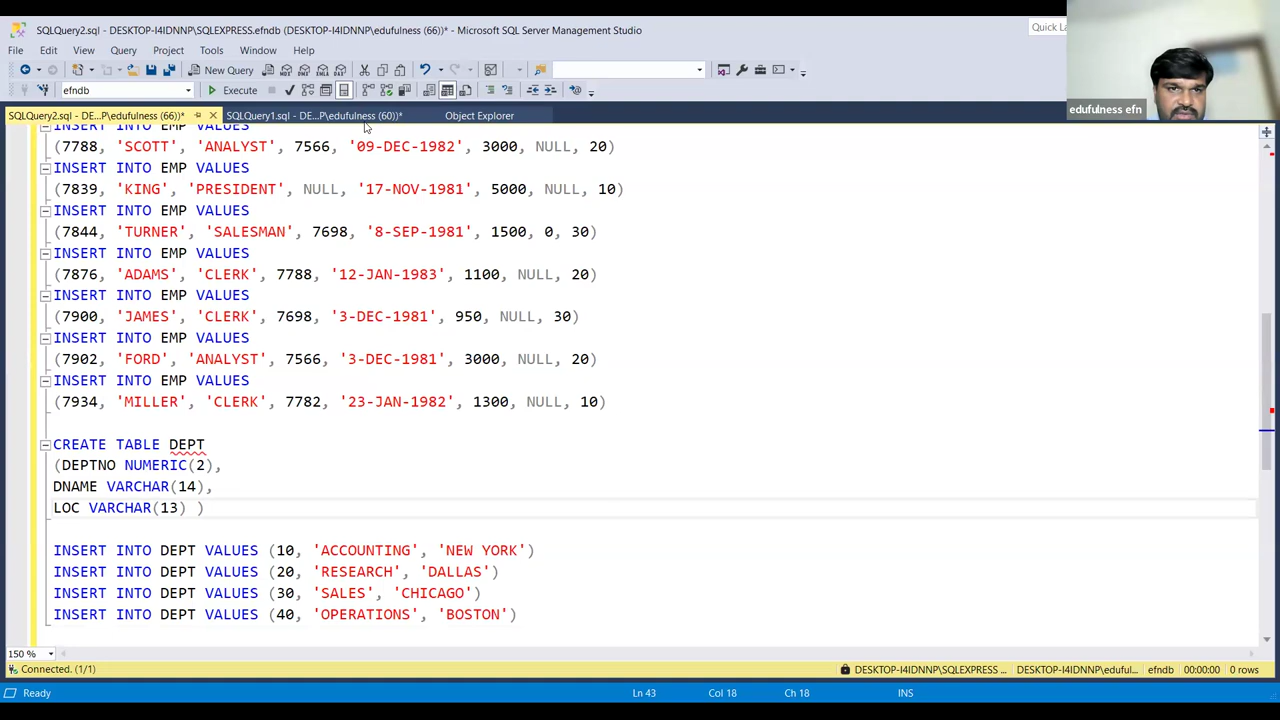 SQLQuery2.sql - DESKTOP-I4IDNNP\SQLEXPRESS.efndb (DESKTOP-I4IDNNP\edufulness (66))* - Microsoft SQL Server Management Studio
Quick La
File Edit View Query Project Tools Window Help
New Query
efndb Execute
edufulness efn
SQLQuery2.sql - DE...P\edufulness (66))* SQLQuery1.sql - DE...P\edufulness (60))* Object Explorer
INSERT INTO EMP VALUES
(7788, 'SCOTT', 'ANALYST', 7566, '09-DEC-1982', 3000, NULL, 20)
INSERT INTO EMP VALUES
(7839, 'KING', 'PRESIDENT', NULL, '17-NOV-1981', 5000, NULL, 10)
INSERT INTO EMP VALUES
(7844, 'TURNER', 'SALESMAN', 7698, '8-SEP-1981', 1500, 0, 30)
INSERT INTO EMP VALUES
(7876, 'ADAMS', 'CLERK', 7788, '12-JAN-1983', 1100, NULL, 20)
INSERT INTO EMP VALUES
(7900, 'JAMES', 'CLERK', 7698, '3-DEC-1981', 950, NULL, 30)
INSERT INTO EMP VALUES
(7902, 'FORD', 'ANALYST', 7566, '3-DEC-1981', 3000, NULL, 20)
INSERT INTO EMP VALUES
(7934, 'MILLER', 'CLERK', 7782, '23-JAN-1982', 1300, NULL, 10)
CREATE TABLE DEPT
(DEPTNO NUMERIC(2),
DNAME VARCHAR(14),
LOC VARCHAR(13) )
INSERT INTO DEPT VALUES (10, 'ACCOUNTING', 'NEW YORK')
INSERT INTO DEPT VALUES (20, 'RESEARCH', 'DALLAS')
INSERT INTO DEPT VALUES (30, 'SALES', 'CHICAGO')
INSERT INTO DEPT VALUES (40, 'OPERATIONS', 'BOSTON')
150 %
Connected. (1/1) DESKTOP-I4IDNNP\SQLEXPRESS ... DESKTOP-I4IDNNP\eduful... efndb 00:00:00 0 rows
Ready Ln 43 Col 18 Ch 18 INS